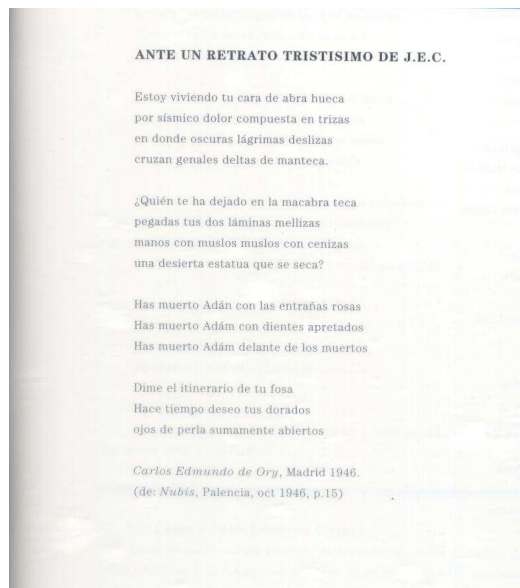 ANTE UN RETRATO TRISTISIMO DE J.E.C.
Estoy viviendo tu cara de abra hueca
por sísmico dolor compuesta en trizas
en donde oscuras lágrimas deslizas
cruzan genales deltas de manteca.
¿Quién te ha dejado en la macabra teca
pegadas tus dos láminas mellizas
manos con muslos muslos con cenizas
una desierta estatua que se seca?
Has muerto Adán con las entrañas rosas
Has muerto Adám con dientes apretados
Has muerto Adám delante de los muertos
Dime el itinerario de tu fosa
Hace tiempo deseo tus dorados
ojos de perla sumamente abiertos
Carlos Edmundo de Ory, Madrid 1946.
(de: Nubis, Palencia, oct 1946, p.15)